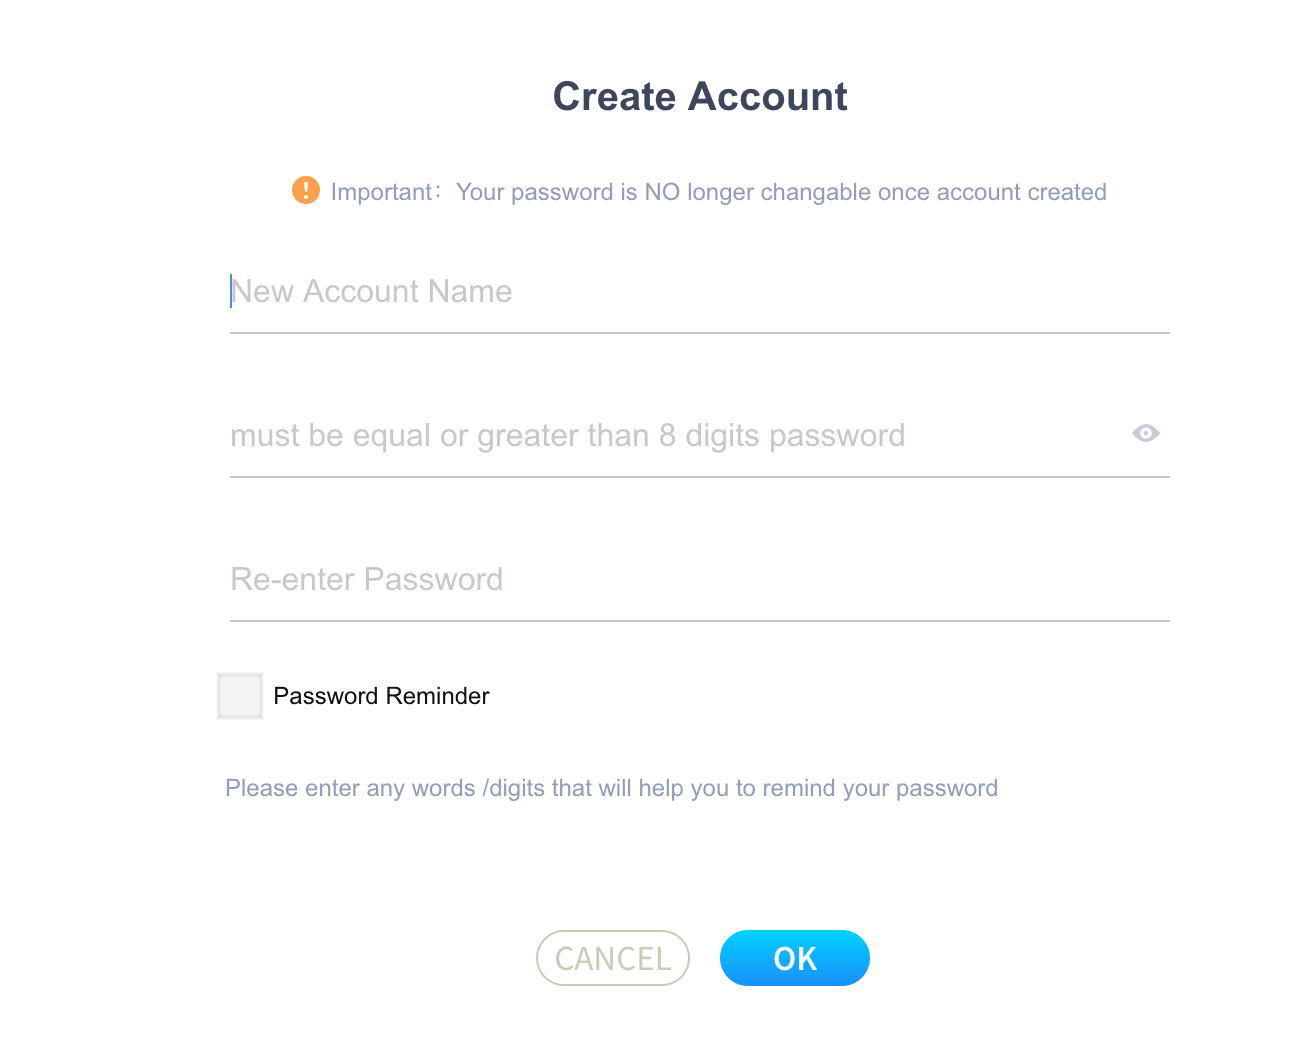 Create Account
Important：Your password is NO longer changable once account created
New Account Name
must be equal or greater than 8 digits password
Re-enter Password
Password Reminder
Please enter any words /digits that will help you to remind your password
CANCEL OK